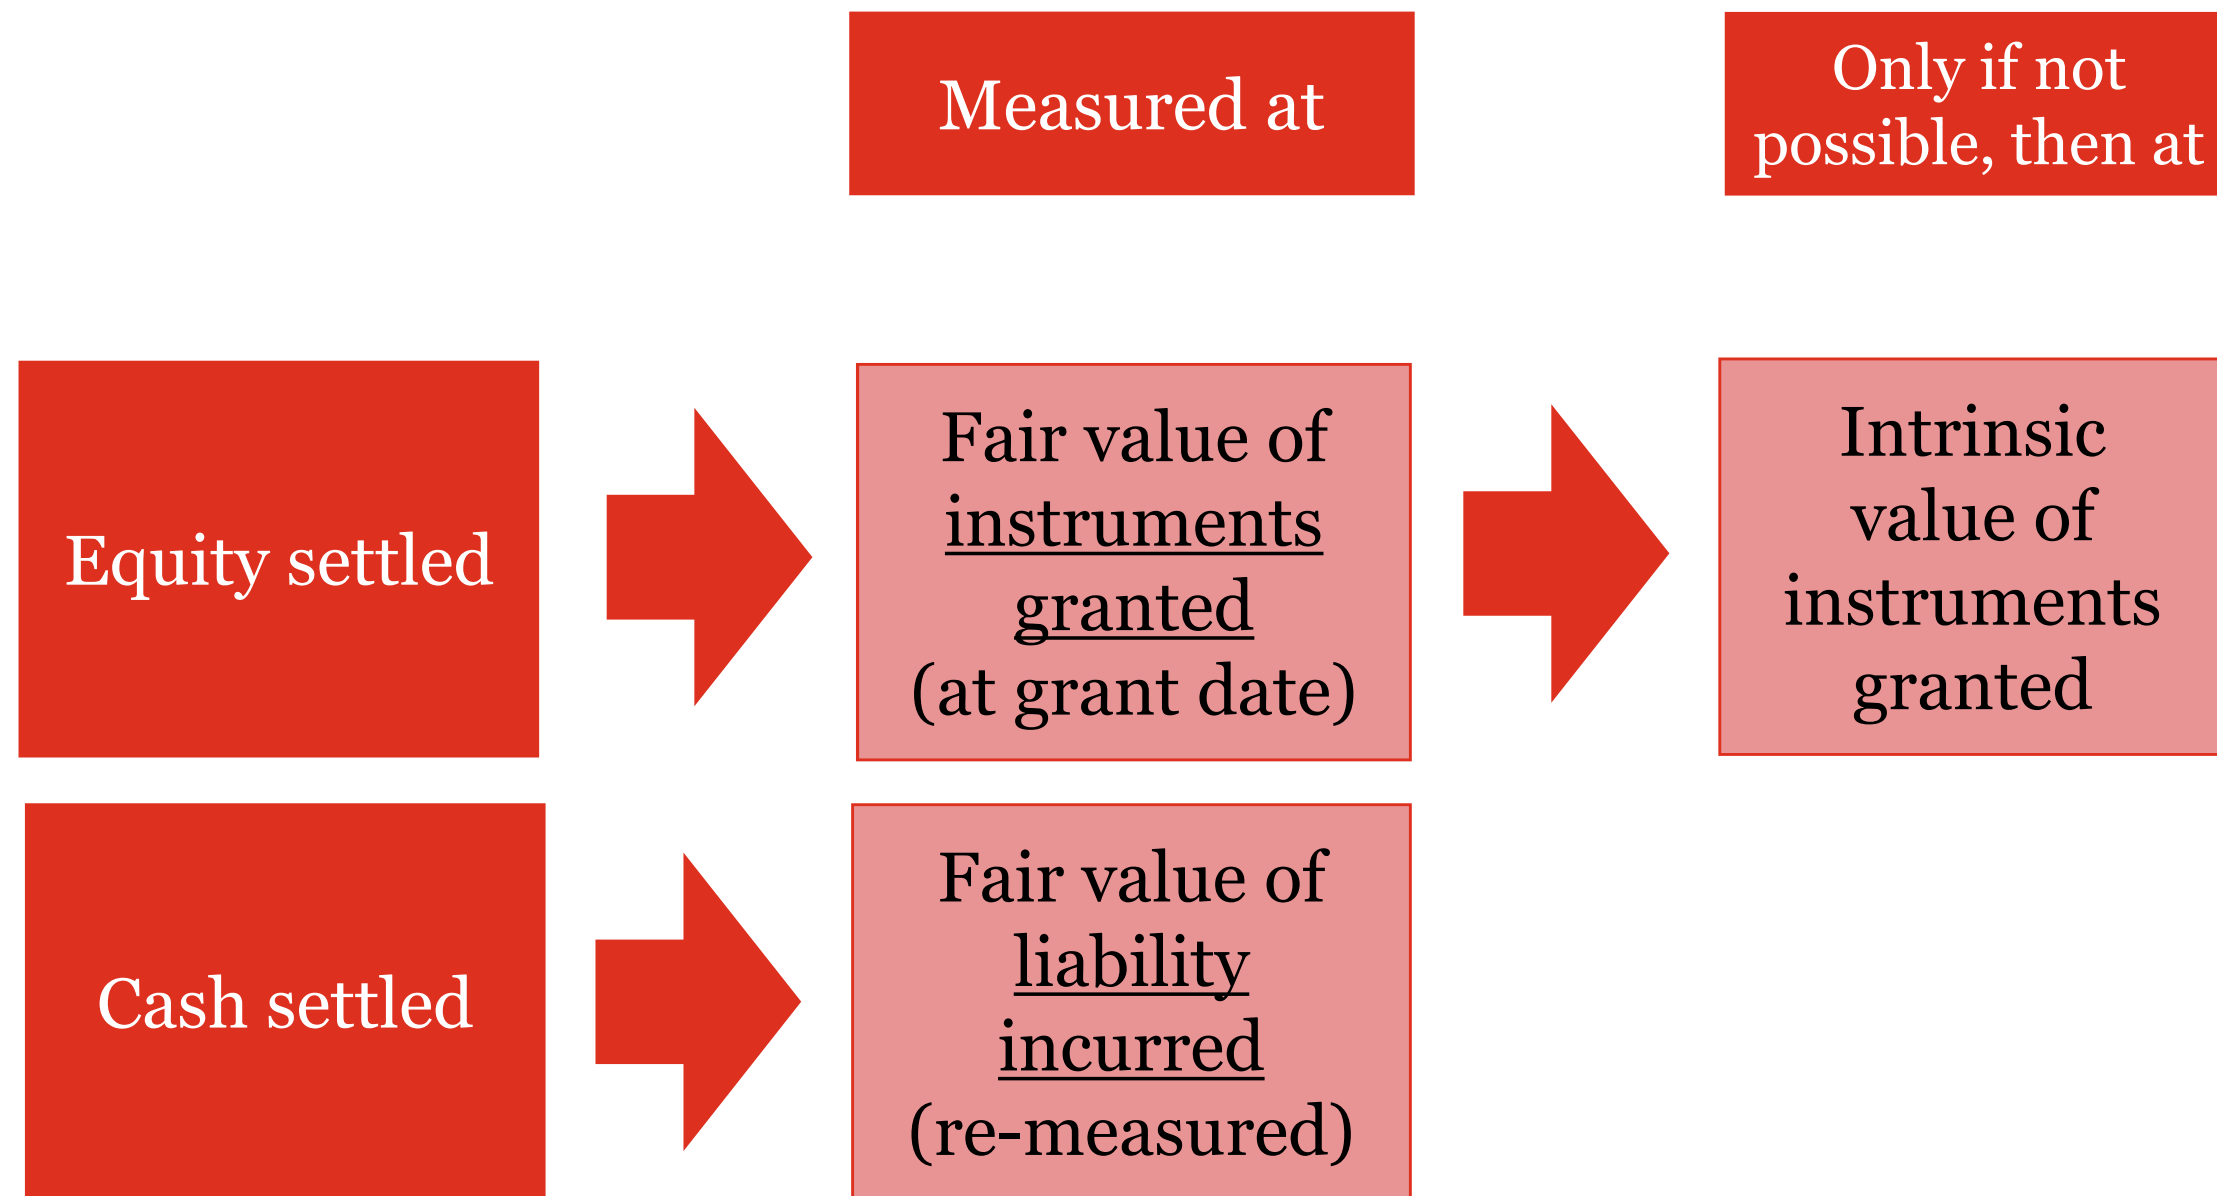 Measured at
Only if not
possible, then at
Equity settled
Fair value of
instruments
granted
(at grant date)
Intrinsic
value of
instruments
granted
Cash settled
Fair value of
liability
incurred
(re-measured)